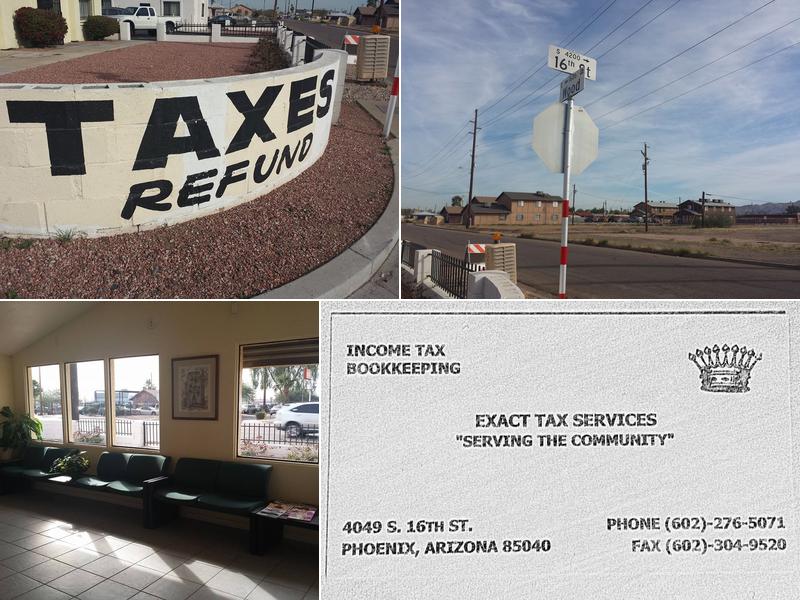 TAXES
REFUND
S 4200 →
16th St
Wood
INCOME TAX
BOOKKEEPING
EXACT TAX SERVICES
"SERVING THE COMMUNITY"
4049 S. 16TH ST.
PHOENIX, ARIZONA 85040
PHONE (602)-276-5071
FAX (602)-304-9520